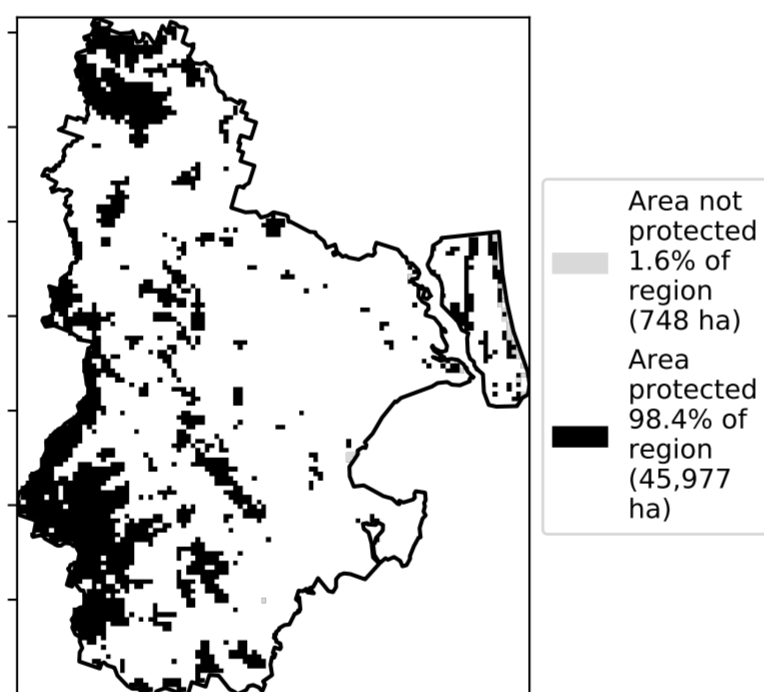 Area not
protected
1.6% of
region
(748 ha)
Area
protected
98.4% of
region
(45,977
ha)